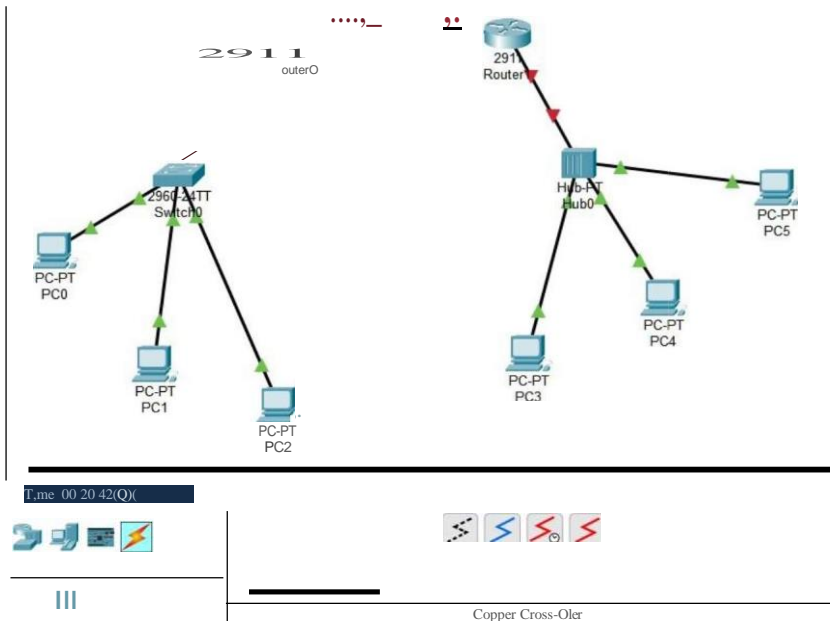 2911
outerO
2911
Router
2960-24TT
Switch0
Hub-PT
Hub0
PC-PT
PC5
PC-PT
PC0
PC-PT
PC4
PC-PT
PC1
PC-PT
PC3
PC-PT
PC2
T,me 00 20 42(Q)(
Copper Cross-Oler